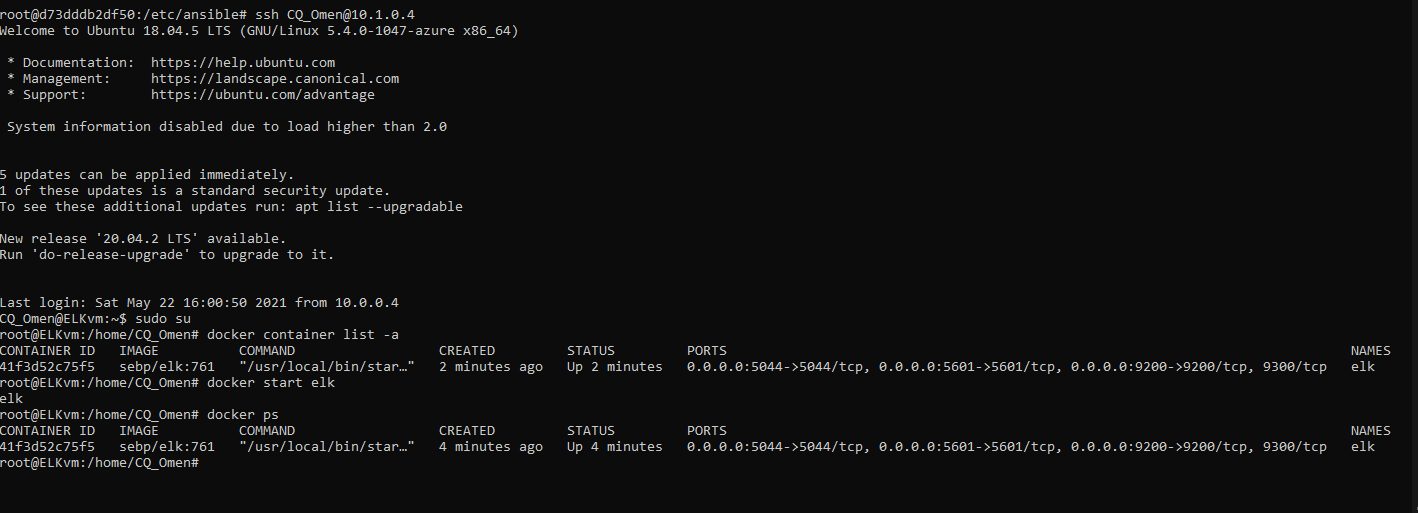 root@d73dddb2df50:/etc/ansible# ssh CQ_Omen@10.1.0.4
Welcome to Ubuntu 18.04.5 LTS (GNU/Linux 5.4.0-1047-azure x86_64)
* Documentation:  https://help.ubuntu.com
* Management:     https://landscape.canonical.com
* Support:        https://ubuntu.com/advantage
System information disabled due to load higher than 2.0
5 updates can be applied immediately.
1 of these updates is a standard security update.
To see these additional updates run: apt list --upgradable
New release '20.04.2 LTS' available.
Run 'do-release-upgrade' to upgrade to it.
Last login: Sat May 22 16:00:50 2021 from 10.0.0.4
CQ_Omen@ELKvm:~$ sudo su
root@ELKvm:/home/CQ_Omen# docker container list -a
CONTAINER ID   IMAGE          COMMAND                  CREATED         STATUS         PORTS                                                                              NAMES
41f3d52c75f5   sebp/elk:761   "/usr/local/bin/star…"   2 minutes ago   Up 2 minutes   0.0.0.0:5044->5044/tcp, 0.0.0.0:5601->5601/tcp, 0.0.0.0:9200->9200/tcp, 9300/tcp   elk
root@ELKvm:/home/CQ_Omen# docker start elk
elk
root@ELKvm:/home/CQ_Omen# docker ps
CONTAINER ID   IMAGE          COMMAND                  CREATED         STATUS         PORTS                                                                              NAMES
41f3d52c75f5   sebp/elk:761   "/usr/local/bin/star…"   4 minutes ago   Up 4 minutes   0.0.0.0:5044->5044/tcp, 0.0.0.0:5601->5601/tcp, 0.0.0.0:9200->9200/tcp, 9300/tcp   elk
root@ELKvm:/home/CQ_Omen#